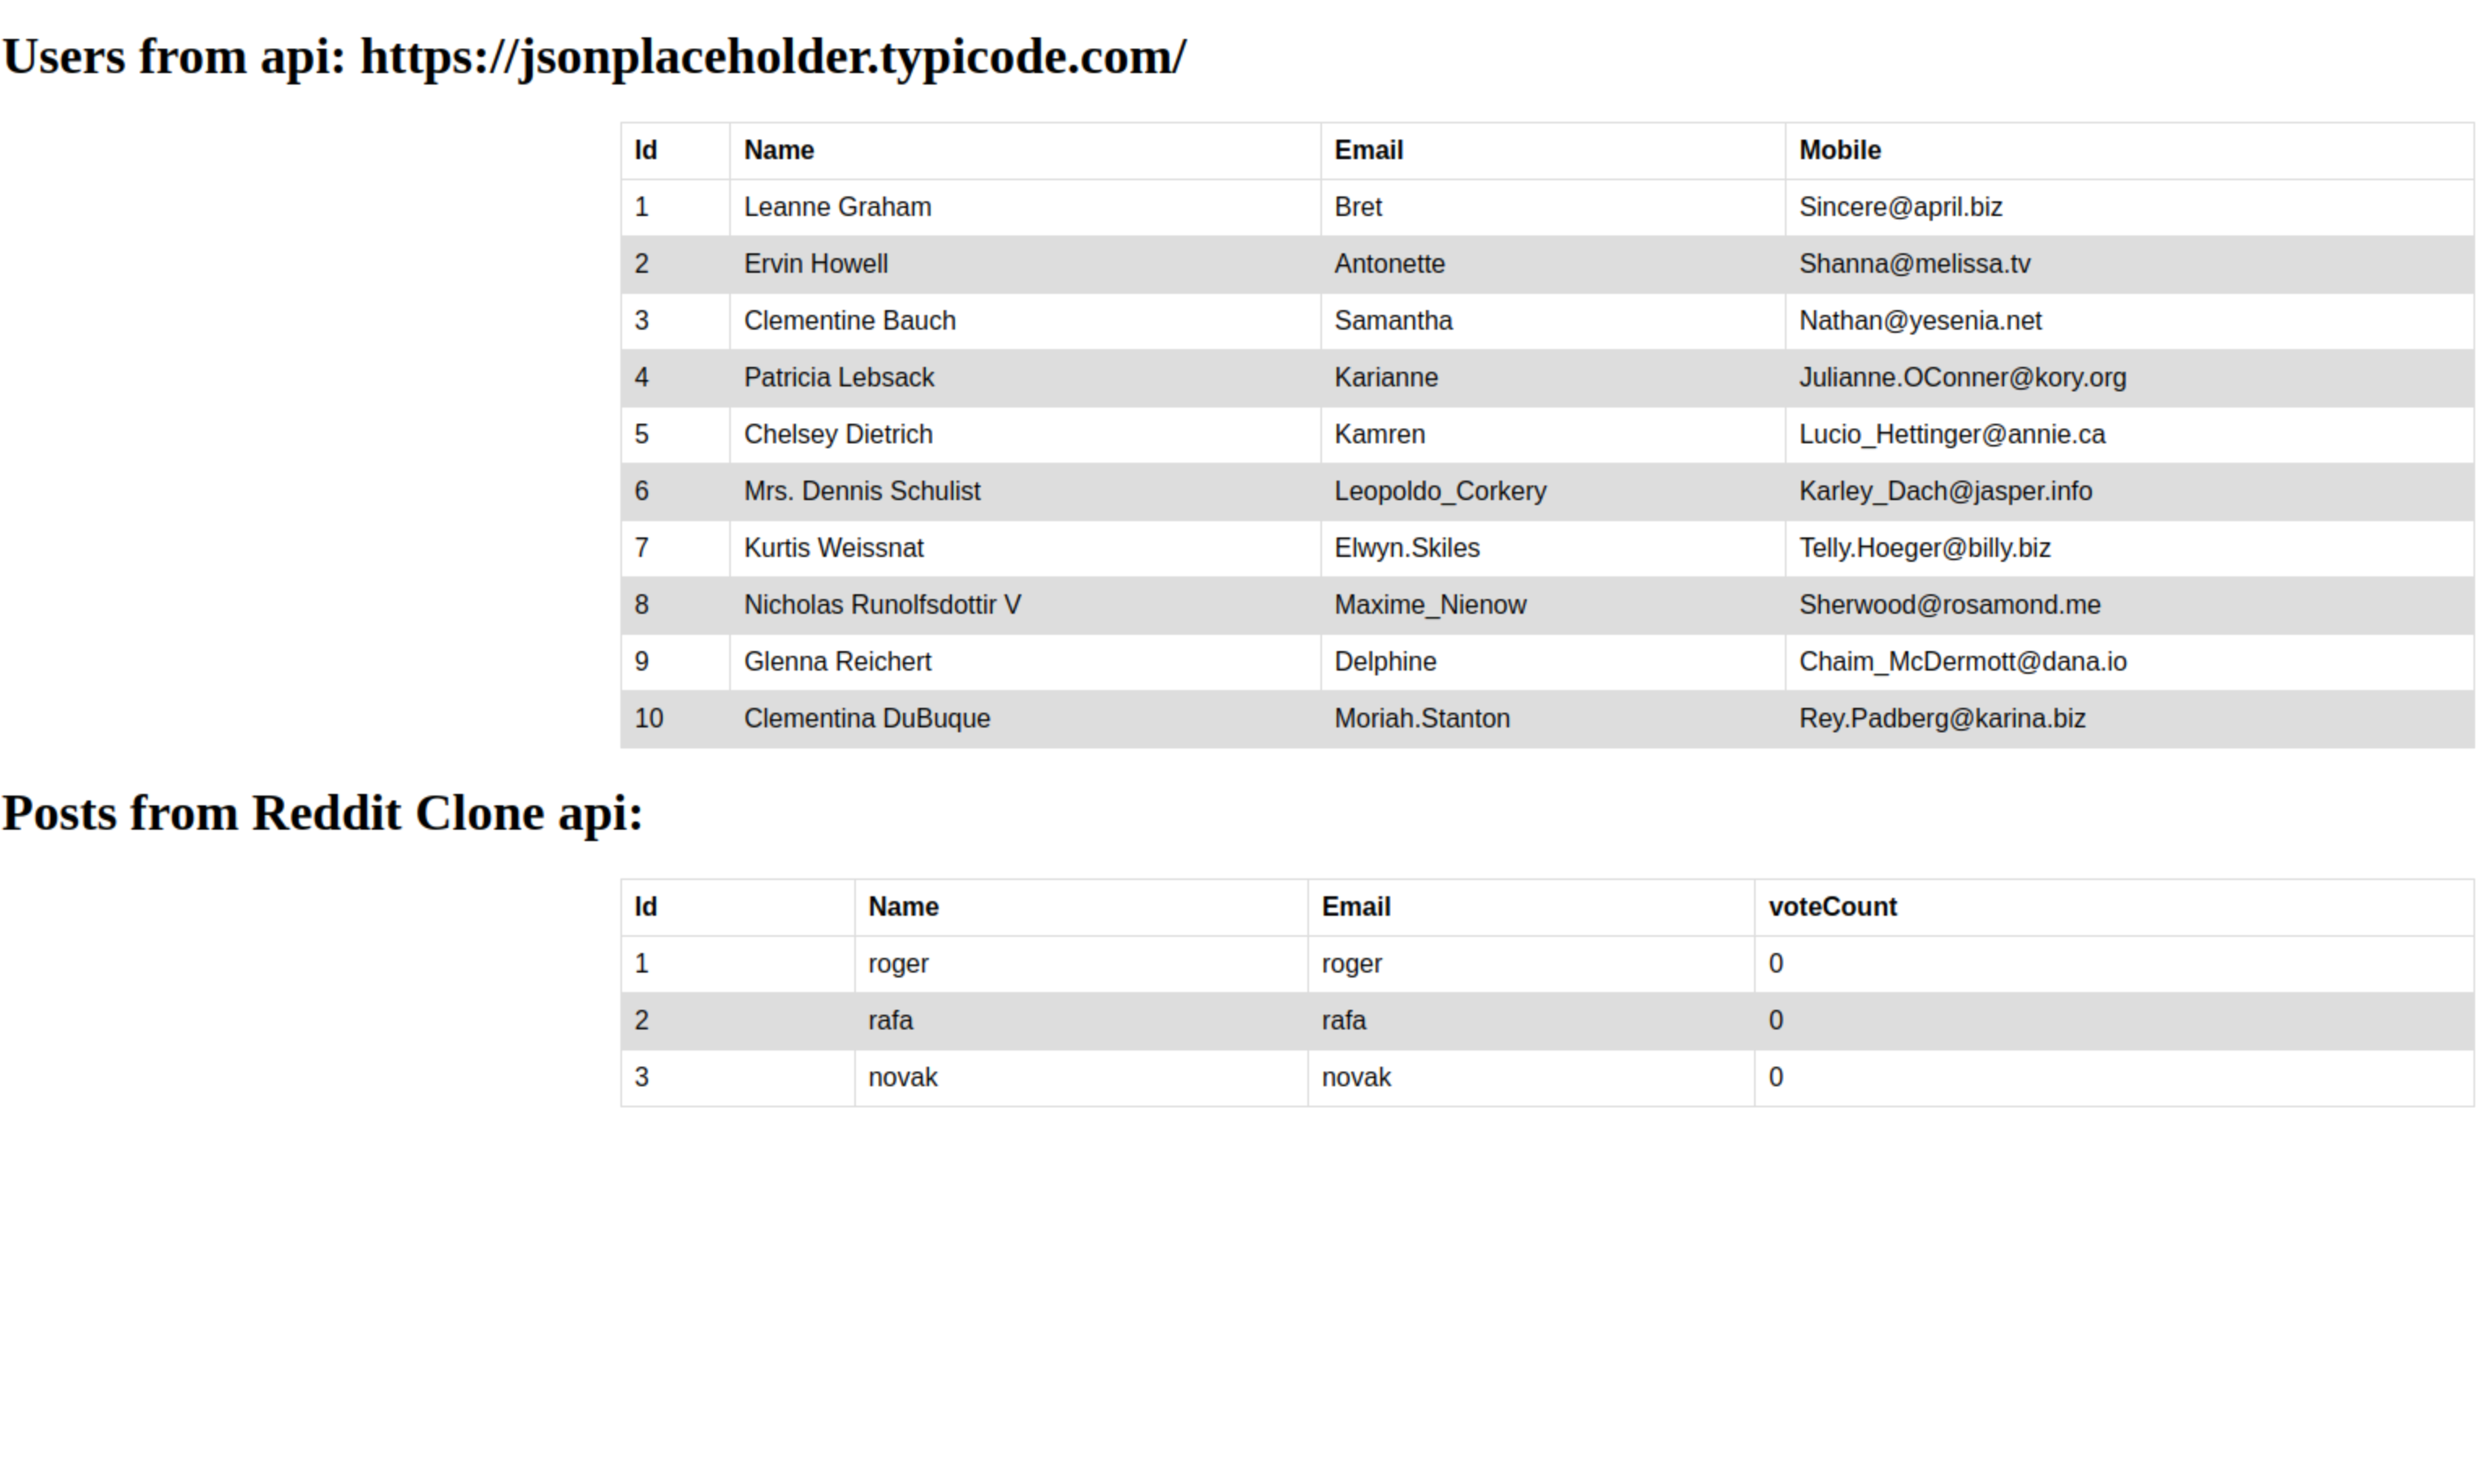 Users from api: https://jsonplaceholder.typicode.com/
Id Name Email Mobile
1 Leanne Graham Bret Sincere@april.biz
2 Ervin Howell Antonette Shanna@melissa.tv
3 Clementine Bauch Samantha Nathan@yesenia.net
4 Patricia Lebsack Karianne Julianne.OConner@kory.org
5 Chelsey Dietrich Kamren Lucio_Hettinger@annie.ca
6 Mrs. Dennis Schulist Leopoldo_Corkery Karley_Dach@jasper.info
7 Kurtis Weissnat Elwyn.Skiles Telly.Hoeger@billy.biz
8 Nicholas Runolfsdottir V Maxime_Nienow Sherwood@rosamond.me
9 Glenna Reichert Delphine Chaim_McDermott@dana.io
10 Clementina DuBuque Moriah.Stanton Rey.Padberg@karina.biz
Posts from Reddit Clone api:
Id Name Email voteCount
1 roger roger 0
2 rafa rafa 0
3 novak novak 0